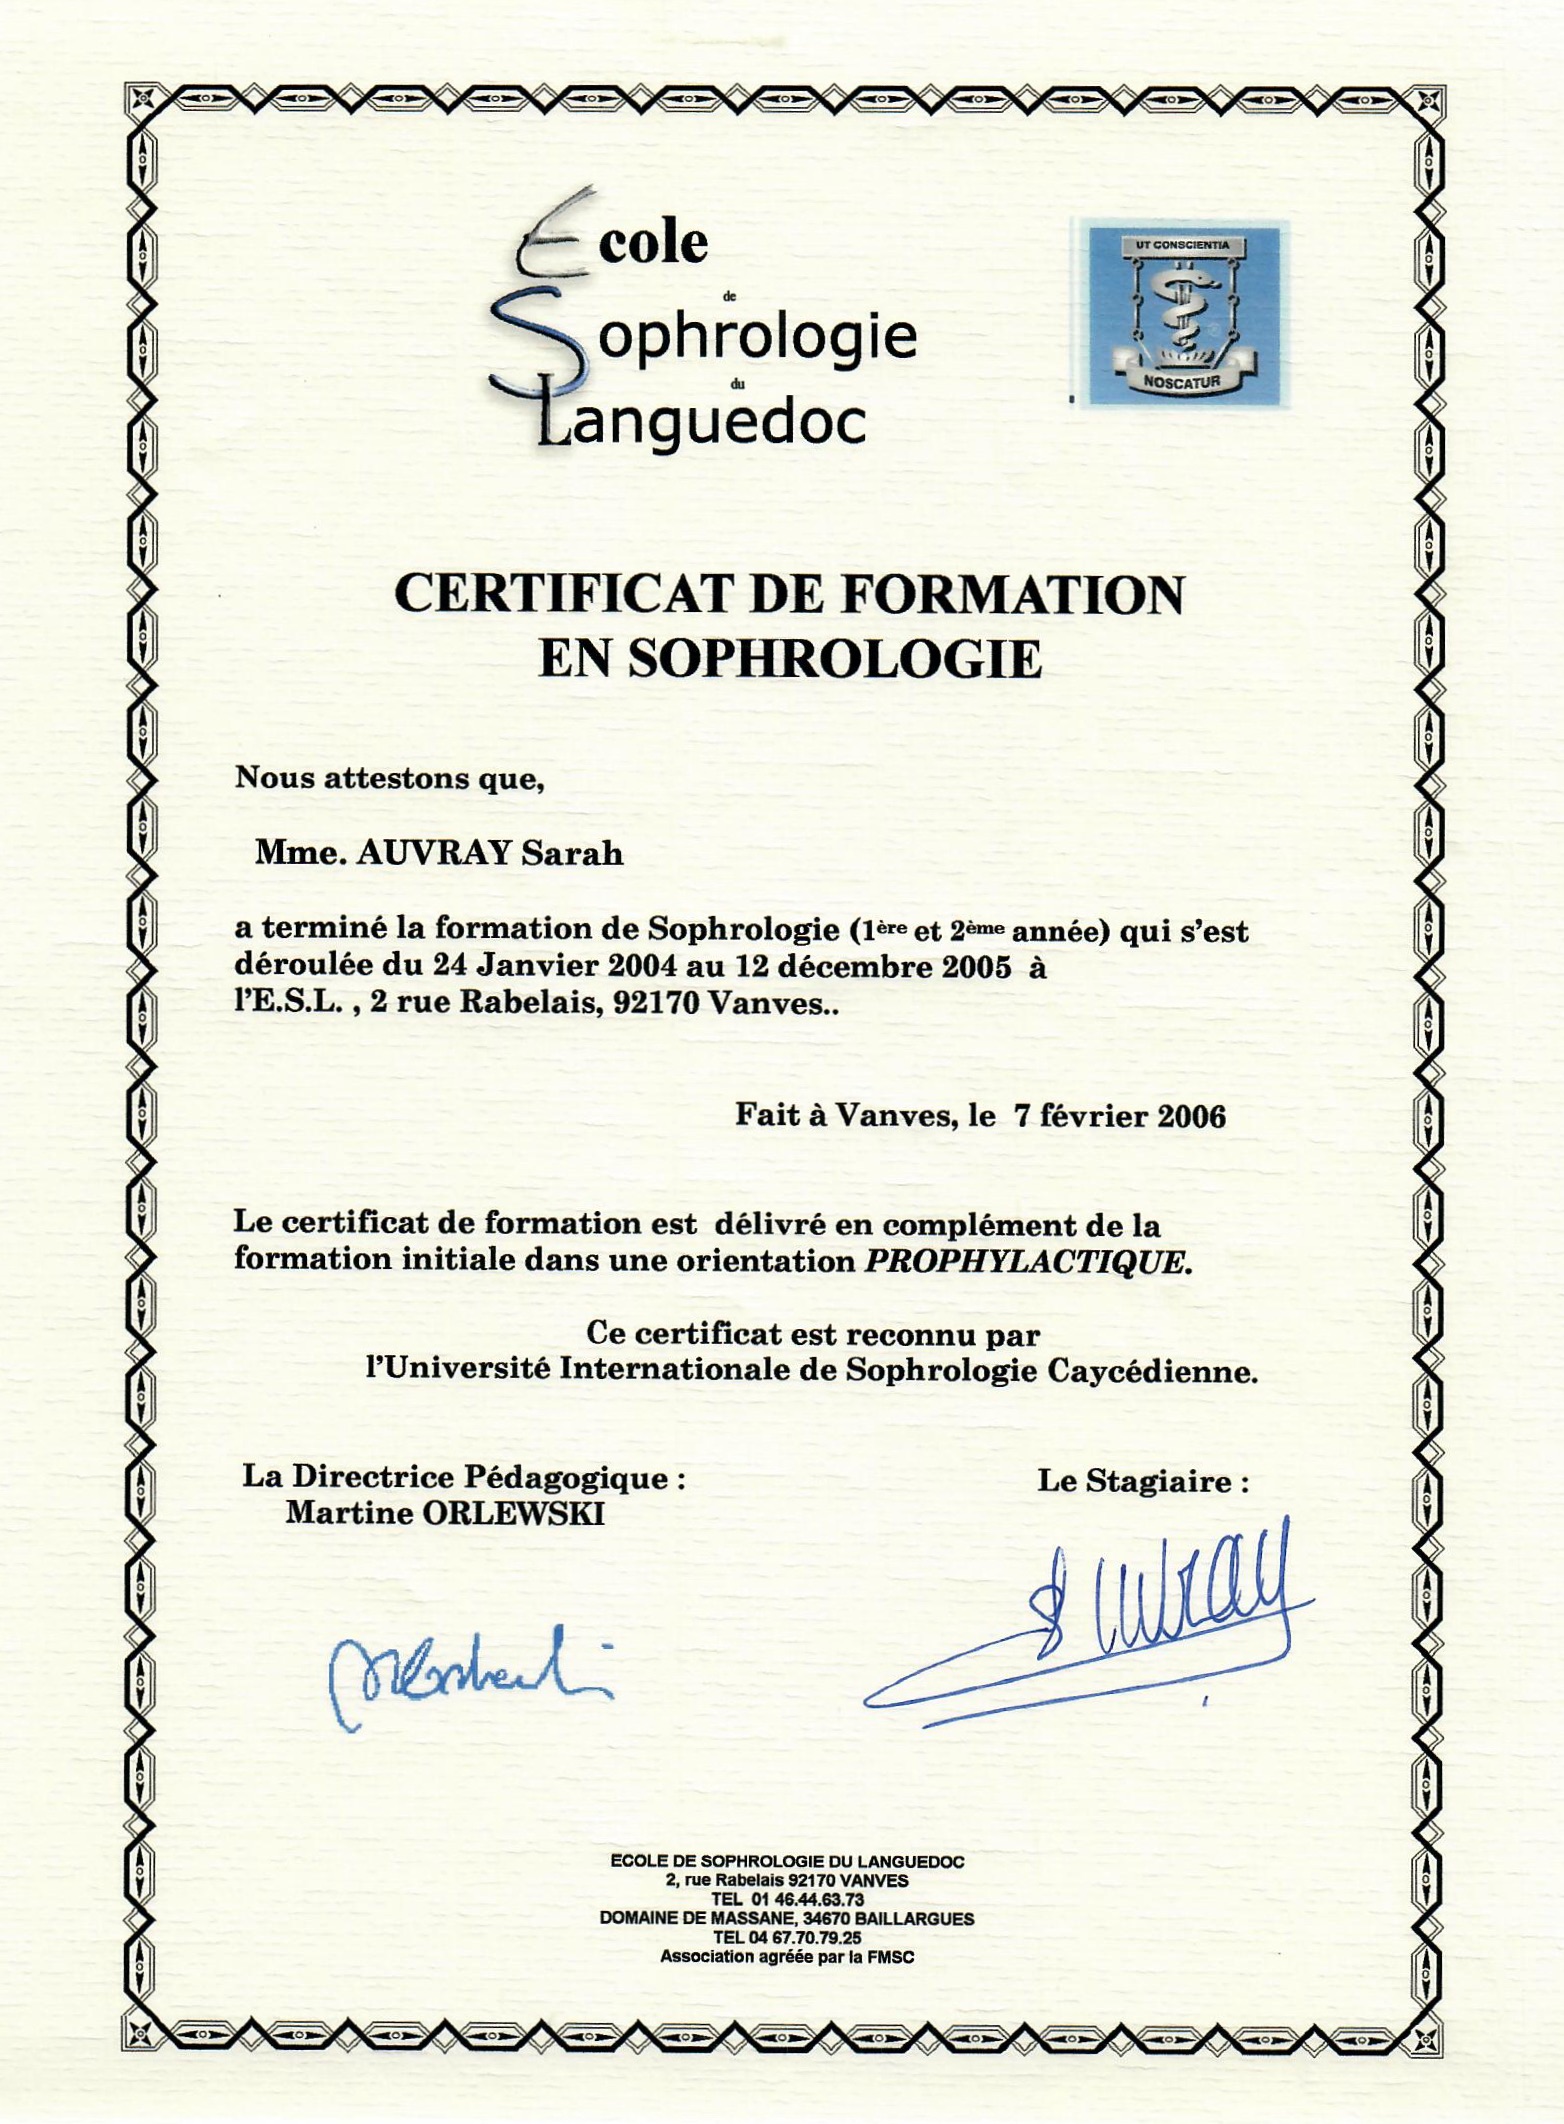 Ecole
de
Sophrologie
du
Languedoc
UT CONSCIENTIA
NOSCATUR
CERTIFICAT DE FORMATION
EN SOPHROLOGIE
Nous attestons que,
Mme. AUVRAY Sarah
a terminé la formation de Sophrologie (1ère et 2ème année) qui s'est
déroulée du 24 Janvier 2004 au 12 décembre 2005 à
l'E.S.L. , 2 rue Rabelais, 92170 Vanves..
Fait à Vanves, le 7 février 2006
Le certificat de formation est délivré en complément de la
formation initiale dans une orientation PROPHYLACTIQUE.
Ce certificat est reconnu par
l'Université Internationale de Sophrologie Caycédienne.
La Directrice Pédagogique :
Martine ORLEWSKI
Le Stagiaire :
ECOLE DE SOPHROLOGIE DU LANGUEDOC
2, rue Rabelais 92170 VANVES
TEL 01 46.44.63.73
DOMAINE DE MASSANE, 34670 BAILLARGUES
TEL 04 67.70.79.25
Association agréée par la FMSC